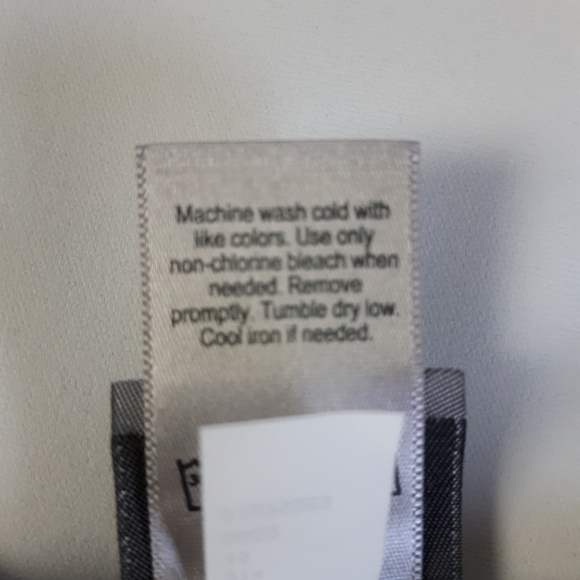 Machine wash cold with
like colors. Use only
non-chlorine bleach when
needed. Remove
promptly. Tumble dry low.
Cool iron if needed.